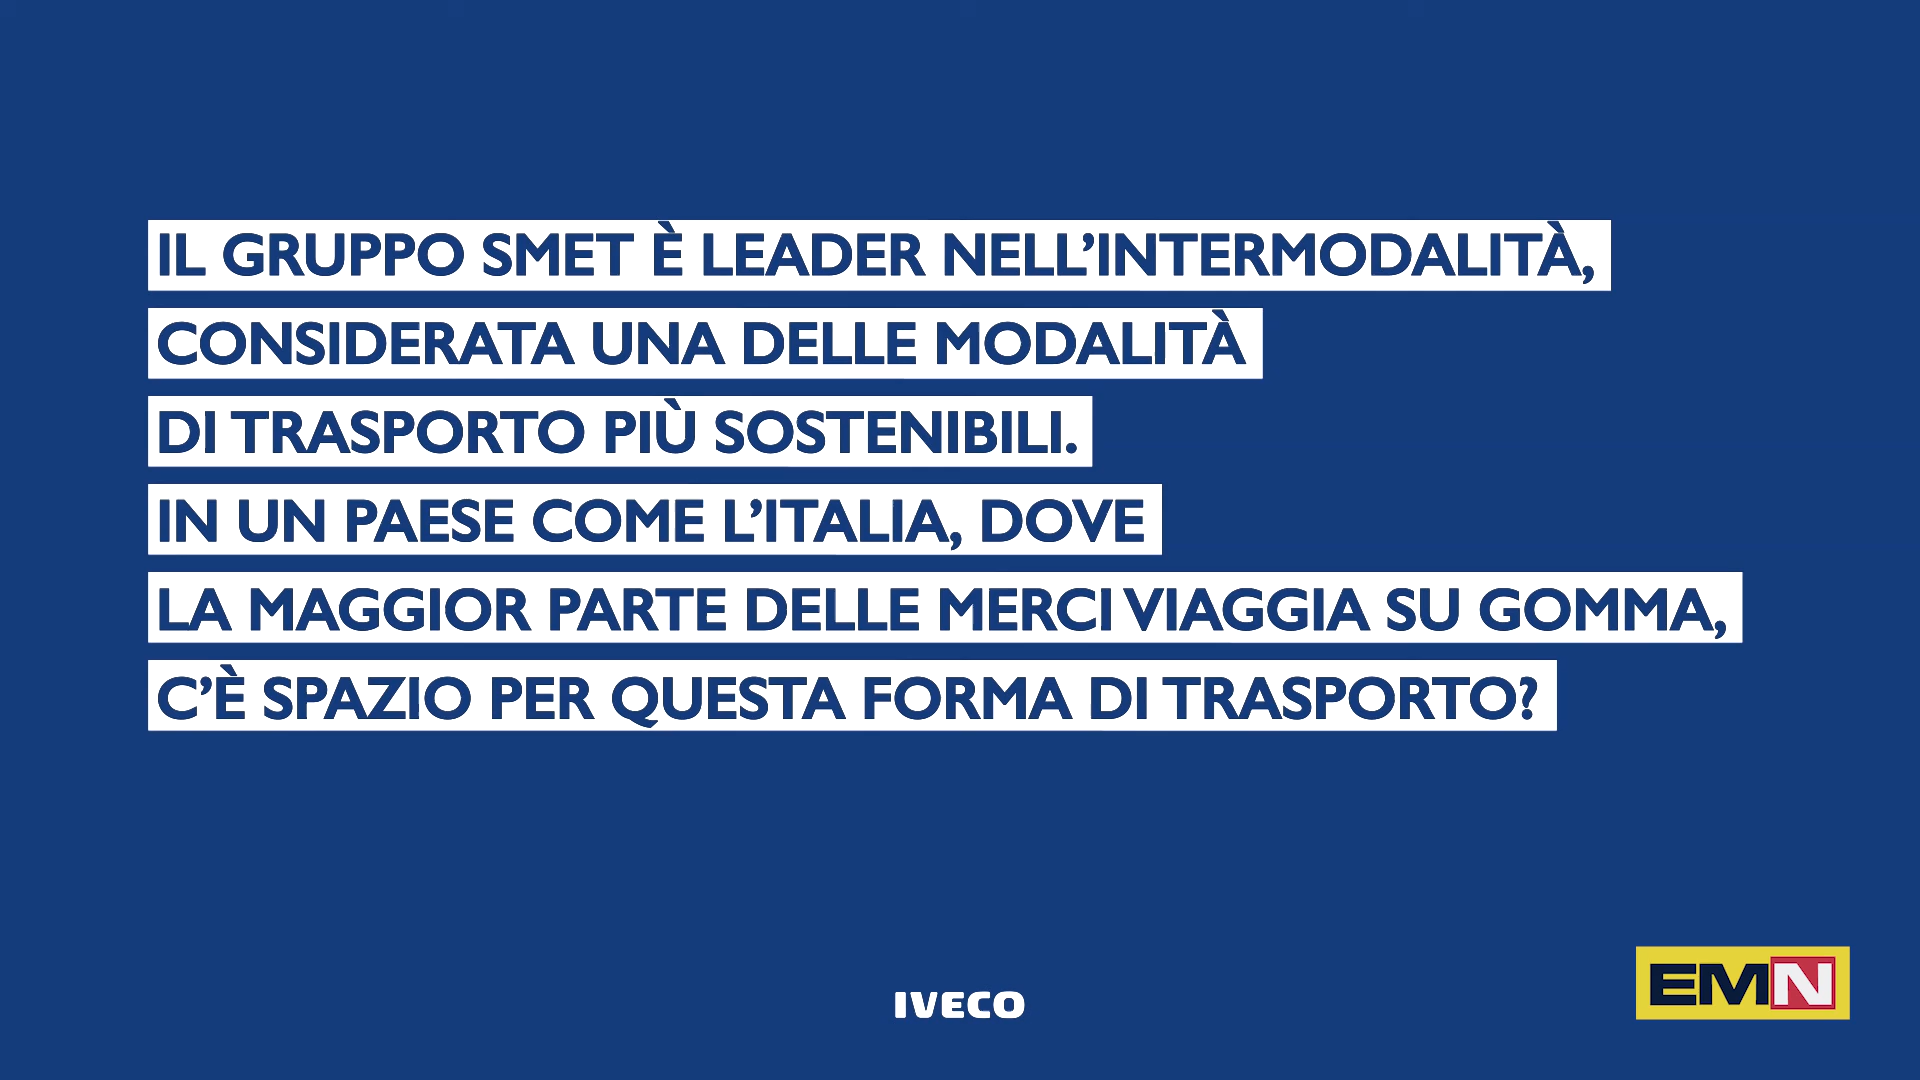 IL GRUPPO SMET È LEADER NELL’INTERMODALITÀ,
CONSIDERATA UNA DELLE MODALITÀ
DI TRASPORTO PIÙ SOSTENIBILI.
IN UN PAESE COME L’ITALIA, DOVE
LA MAGGIOR PARTE DELLE MERCI VIAGGIA SU GOMMA,
C’È SPAZIO PER QUESTA FORMA DI TRASPORTO?
IVECO
EMN